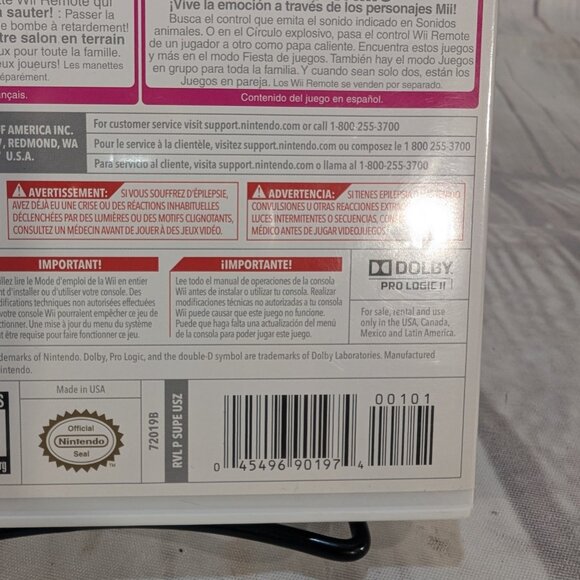 sauter! : Passer la
bombe à retardement!
tre salon en terrain
ux pour toute la famille.
eux joueurs! Les manettes
éparément.
nçais.
¡Vive la emoción a través de los personajes Mii!
Busca el control que emita el sonido indicado en Sonidos
animales. O en el Círculo explosivo, pasa el control Wii Remote
de un jugador a otro como papa caliente. Encuentra estos juegos
y más en el modo Fiesta de juegos. También hay el modo Juegos
en grupo para toda la familia. Y cuando sean solo dos, están los
Juegos en pareja. Los Wii Remote se venden por separado.
Contenido del juego en español.
F AMERICA INC.
, REDMOND, WA
U.S.A.
For customer service visit support.nintendo.com or call 1-800-255-3700
Pour le service à la clientèle, visitez support.nintendo.com ou composez le 1 800 255-3700
Para servicio al cliente, visita support.nintendo.com o llama al 1-800-255-3700
AVERTISSEMENT: SI VOUS SOUFFREZ D'ÉPILEPSIE,
AVEZ DÉJÀ EU UNE CRISE OU DES RÉACTIONS INHABITUELLES
DÉCLENCHÉES PAR DES LUMIÈRES OU DES MOTIFS CLIGNOTANTS,
CONSULTEZ UN MÉDECIN AVANT DE JOUER À DES JEUX VIDÉO.
ADVERTENCIA: SI TIENES EPILEPSIA O
CONVULSIONES U OTRAS REACCIONES
LUCES INTERMITENTES O SECUENCIAS,
MÉDICO ANTES DE JUGAR VIDEOJUEGOS
IMPORTANT!
illez lire le Mode d'emploi de la Wii en entier
nt d'installer ou d'utiliser votre console. Des
difications techniques non autorisées effectuées
votre console Wii pourraient empêcher ce jeu de
ctionner. Une mise à jour du menu du système
t être requise pour faire fonctionner ce jeu.
¡IMPORTANTE!
Lee todo el manual de operaciones de la consola
Wii antes de instalar o utilizar tu consola. Realizar
modificaciones técnicas no autorizadas a tu consola
Wii puede causar que este juego no funcione.
Puede que haga falta una actualización del menú
de la consola para poder jugar este juego.
DOLBY
PRO LOGIC II
For sale, rental and use
only in the USA, Canada,
Mexico and Latin America.
demarks of Nintendo. Dolby, Pro Logic, and the double-D symbol are trademarks of Dolby Laboratories. Manufactured
intendo.
Made in USA
Official
Nintendo
Seal
TM
72019B
RVL P SUPE USZ
00101
0 45496 90197 4